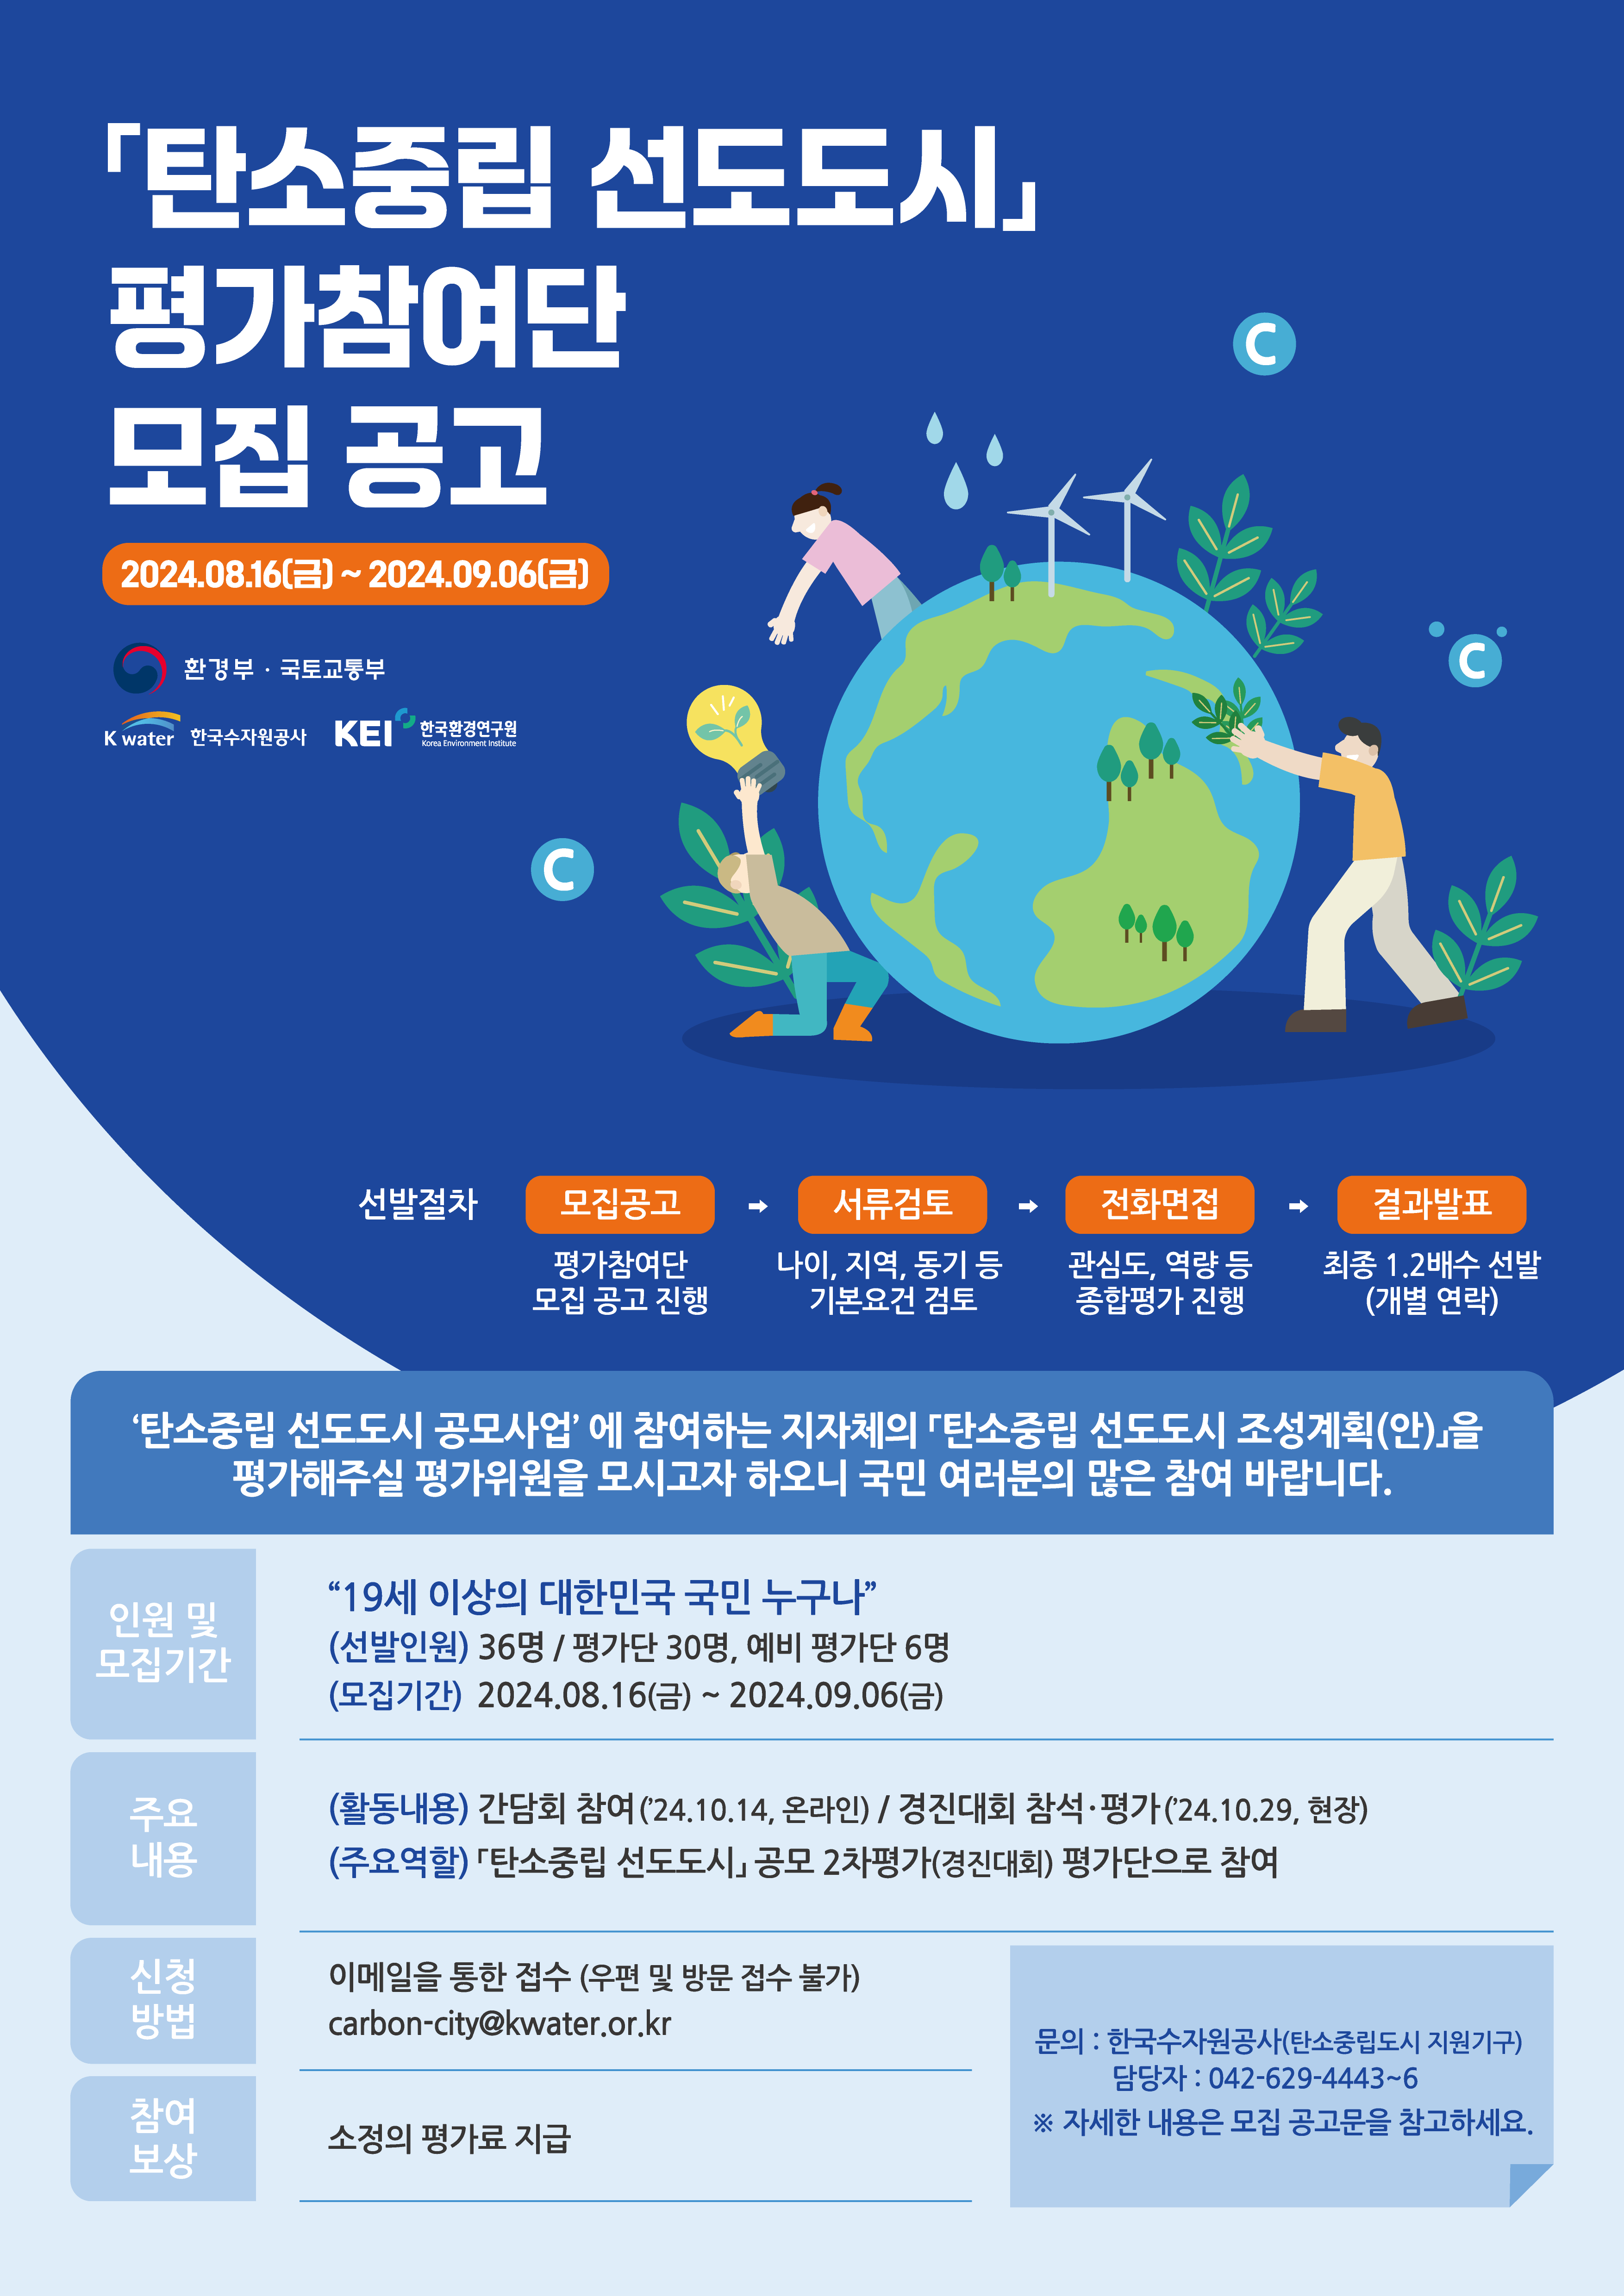 「탄소중립 선도도시」
평가참여단
모집 공고
2024.08.16(금) ~ 2024.09.06(금)
환경부 · 국토교통부
K water 한국수자원공사
KEI 한국환경연구원
Korea Environment Institute
C
C
C
선발절차
모집공고
평가참여단
모집 공고 진행
서류검토
나이, 지역, 동기 등
기본요건 검토
전화면접
관심도, 역량 등
종합평가 진행
결과발표
최종 1.2배수 선발
(개별 연락)
‘탄소중립 선도도시 공모사업’ 에 참여하는 지자체의 「탄소중립 선도도시 조성계획(안)」을
평가해주실 평가위원을 모시고자 하오니 국민 여러분의 많은 참여 바랍니다.
인원 및
모집기간
“19세 이상의 대한민국 국민 누구나”
(선발인원) 36명 / 평가단 30명, 예비 평가단 6명
(모집기간) 2024.08.16(금) ~ 2024.09.06(금)
주요
내용
(활동내용) 간담회 참여(’24.10.14, 온라인) / 경진대회 참석·평가(’24.10.29, 현장)
(주요역할) 「탄소중립 선도도시」 공모 2차평가(경진대회) 평가단으로 참여
신청
방법
이메일을 통한 접수 (우편 및 방문 접수 불가)
carbon-city@kwater.or.kr
참여
보상
소정의 평가료 지급
문의 : 한국수자원공사(탄소중립도시 지원기구)
담당자 : 042-629-4443~6
※ 자세한 내용은 모집 공고문을 참고하세요.